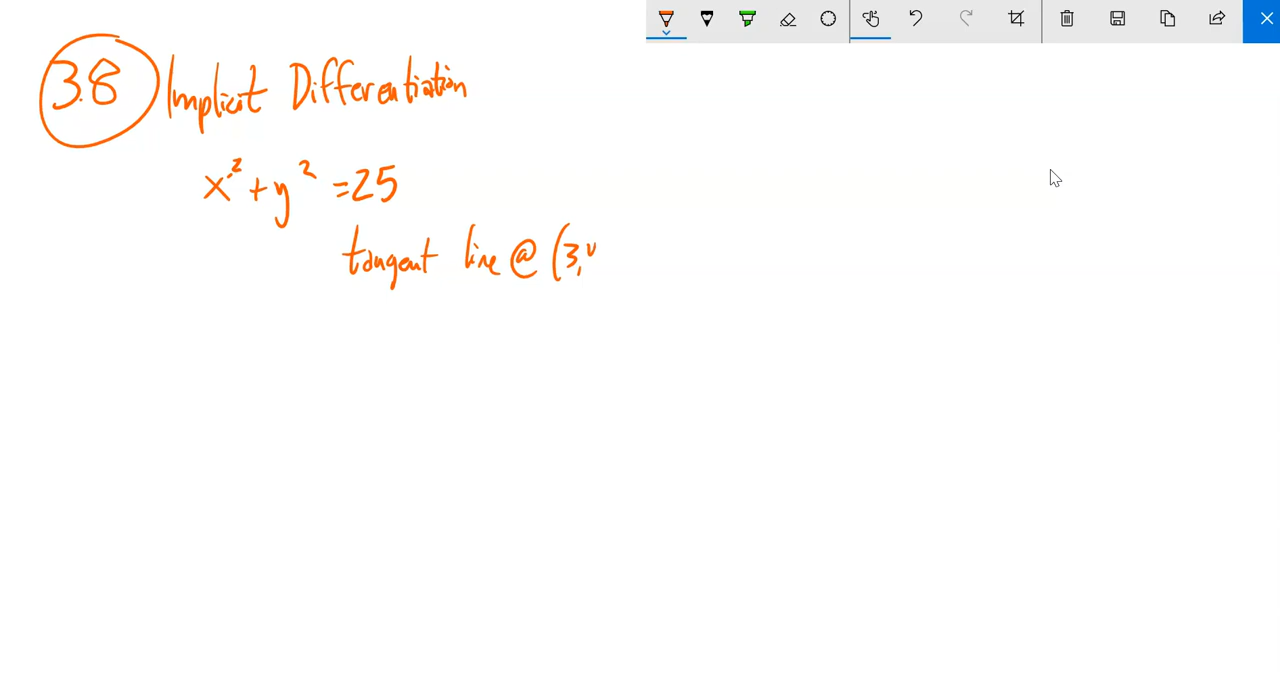 3.8 Implicit Differentiation
x² + y² = 25
tangent line @ (3,